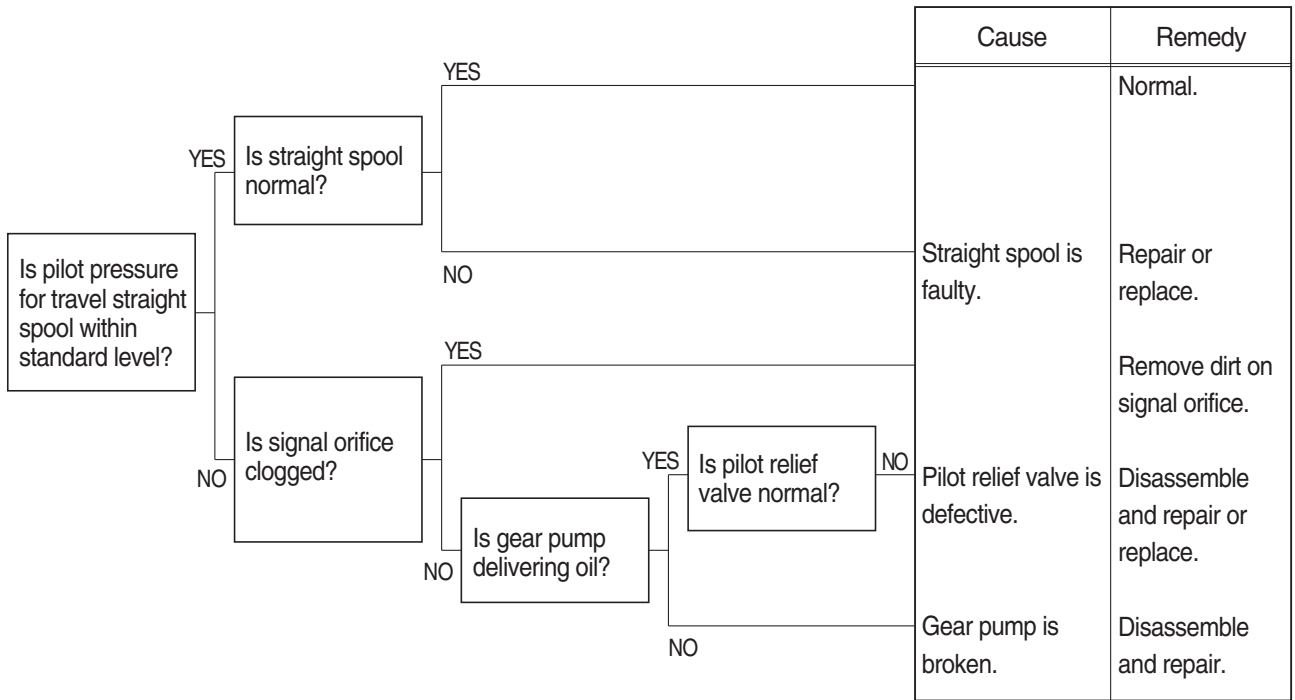 Cause
Remedy
YES
Normal.
YES
Is straight spool
normal?
Is pilot pressure
for travel straight
spool within
standard level?
NO
Straight spool is
faulty.
Repair or
replace.
YES
Remove dirt on
signal orifice.
NO
Is signal orifice
clogged?
YES
Is pilot relief
valve normal?
NO
Pilot relief valve is
defective.
Disassemble
and repair or
replace.
NO
Is gear pump
delivering oil?
NO
Gear pump is
broken.
Disassemble
and repair.